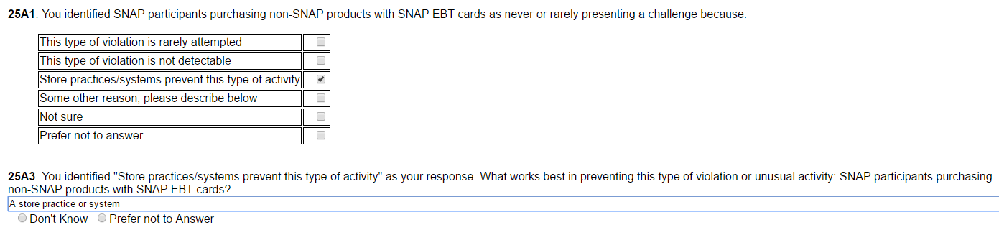 25A1. You identified SNAP participants purchasing non-SNAP products with SNAP EBT cards as never or rarely presenting a challenge because:
This type of violation is rarely attempted
This type of violation is not detectable
Store practices/systems prevent this type of activity
Some other reason, please describe below
Not sure
Prefer not to answer
25A3. You identified "Store practices/systems prevent this type of activity" as your response. What works best in preventing this type of violation or unusual activity: SNAP participants purchasing
non-SNAP products with SNAP EBT cards?
A store practice or system
Don't Know Prefer not to Answer